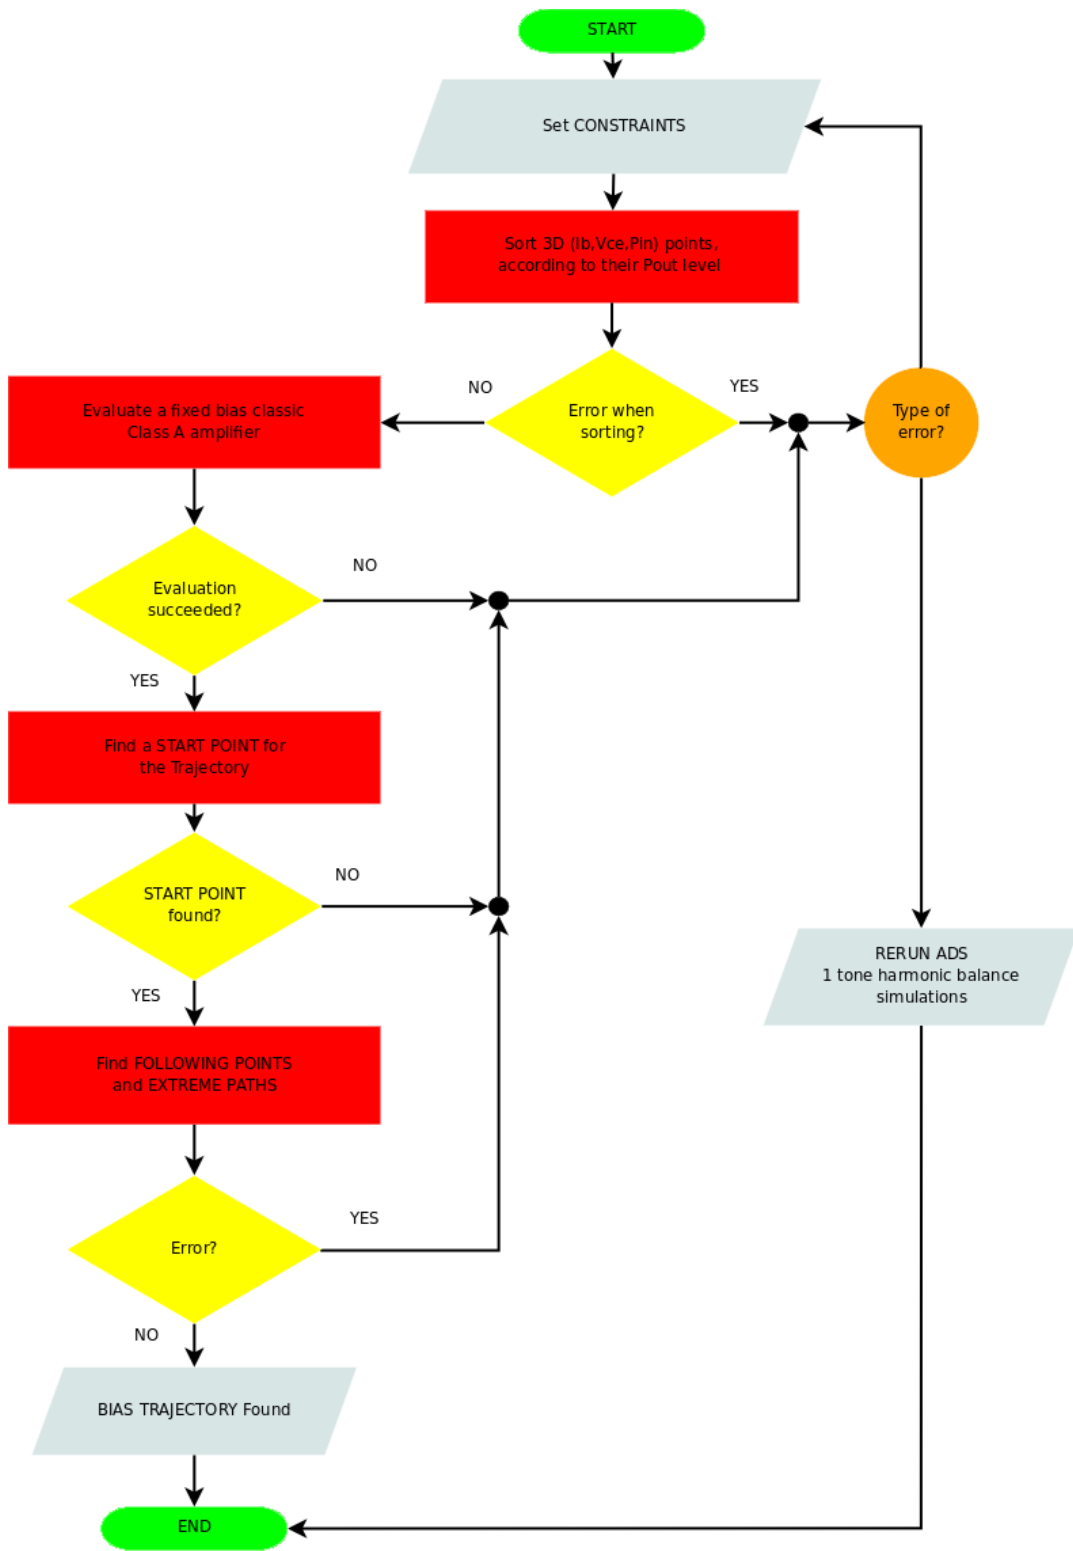 START
Set CONSTRAINTS
Sort 3D (Ib,Vce,Pin) points,
according to their Pout level
Error when
sorting?
NO
YES
Type of
error?
Evaluate a fixed bias classic
Class A amplifier
Evaluation
succeeded?
NO
YES
Find a START POINT for
the Trajectory
START POINT
found?
NO
YES
RERUN ADS
1 tone harmonic balance
simulations
Find FOLLOWING POINTS
and EXTREME PATHS
Error?
YES
NO
BIAS TRAJECTORY Found
END